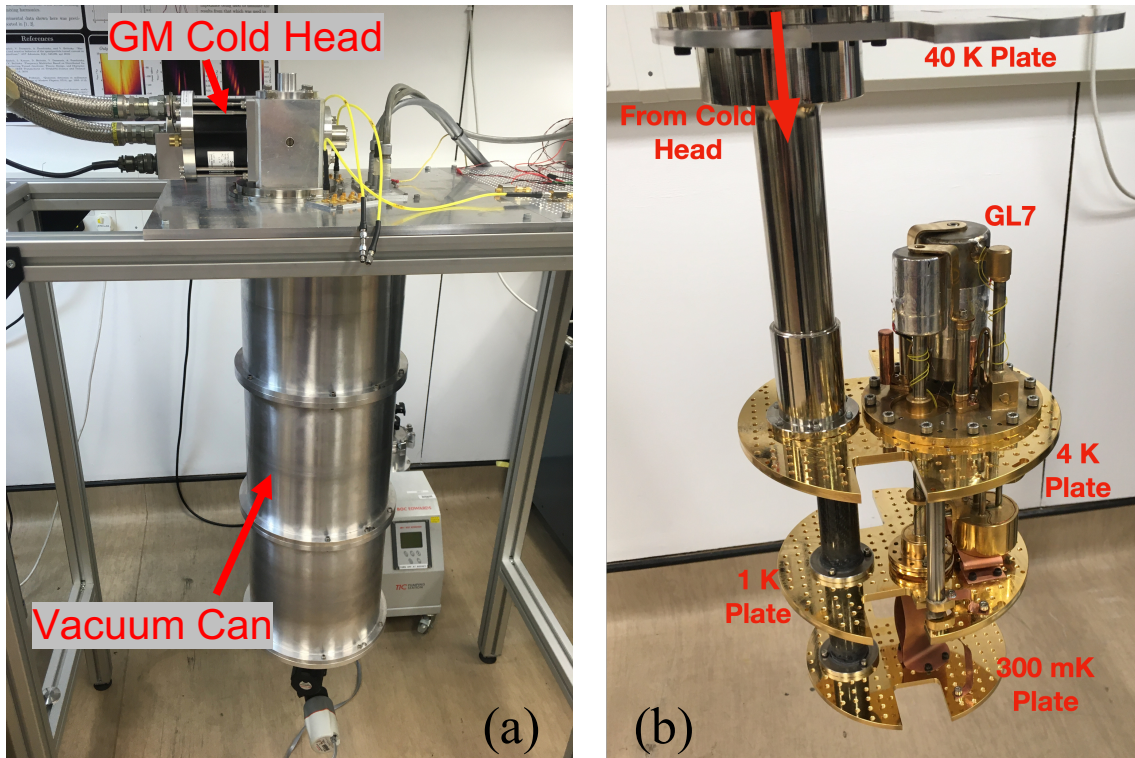 GM Cold Head
References
Vacuum Can
(a)
40 K Plate
From Cold
Head
GL7
4 K
Plate
1 K
Plate
300 mK
Plate
(b)